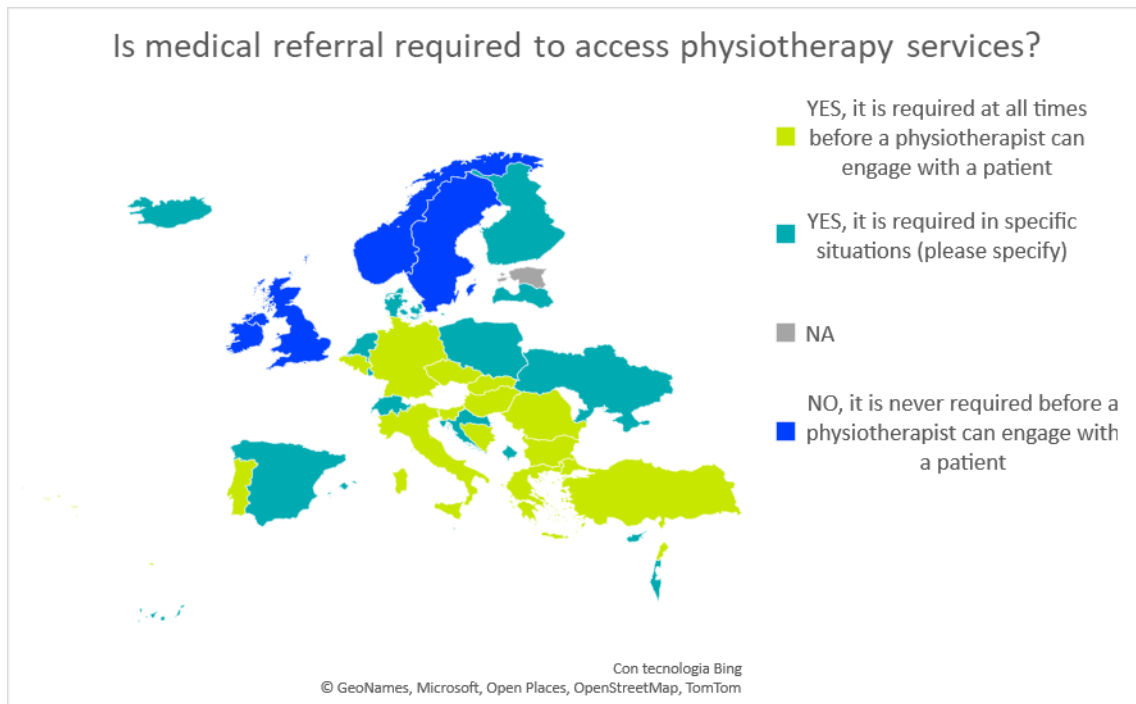 Is medical referral required to access physiotherapy services?
YES, it is required at all times
before a physiotherapist can
engage with a patient
YES, it is required in specific
situations (please specify)
NA
NO, it is never required before a
physiotherapist can engage with
a patient
Con tecnologia Bing
© GeoNames, Microsoft, Open Places, OpenStreetMap, TomTom